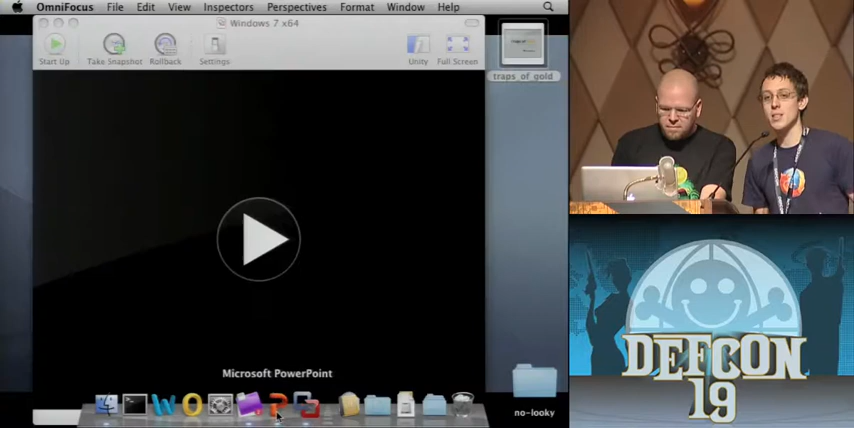 OmniFocus File Edit View Inspectors Perspectives Format Window Help
Windows 7 x64
Start Up Take Snapshot Rollback Settings Unity Full Screen
traps_of_gold
Microsoft PowerPoint
no-looky
DEFCON
19